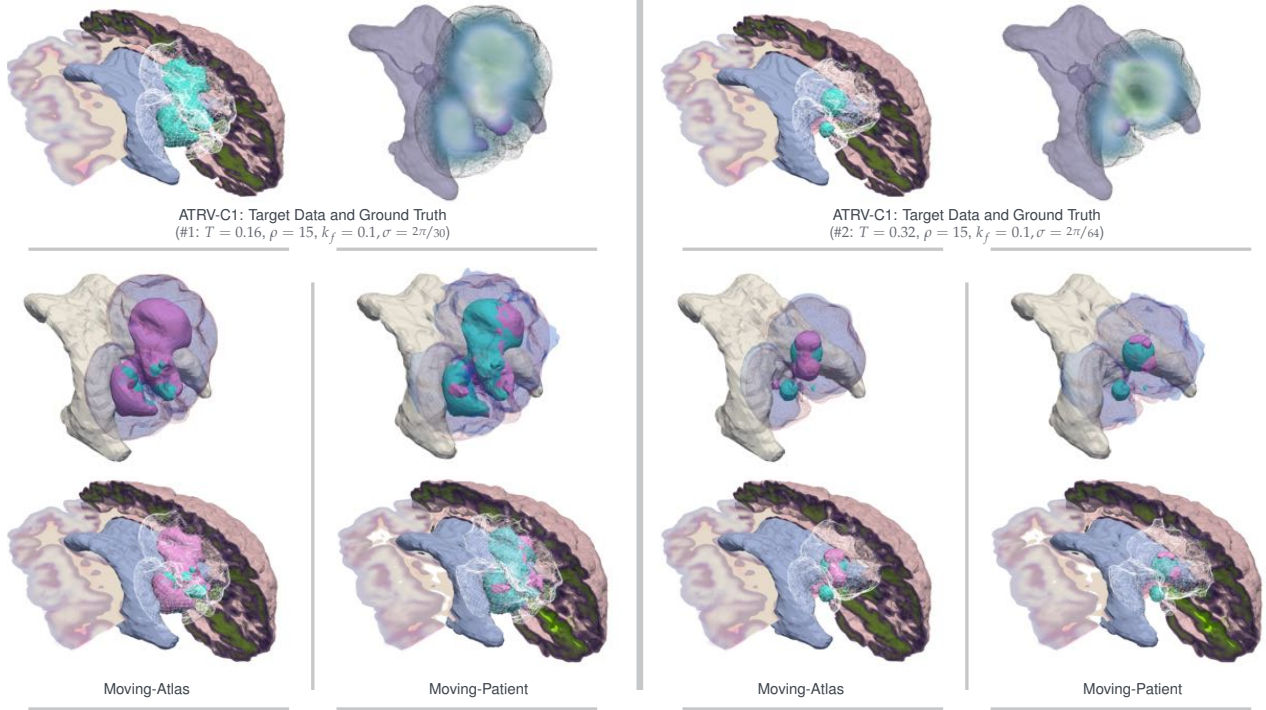 ATRV-C1: Target Data and Ground Truth
(#1: T = 0.16, ρ = 15, k_f = 0.1, σ = 2π/30)
ATRV-C1: Target Data and Ground Truth
(#2: T = 0.32, ρ = 15, k_f = 0.1, σ = 2π/64)
Moving-Atlas
Moving-Patient
Moving-Atlas
Moving-Patient